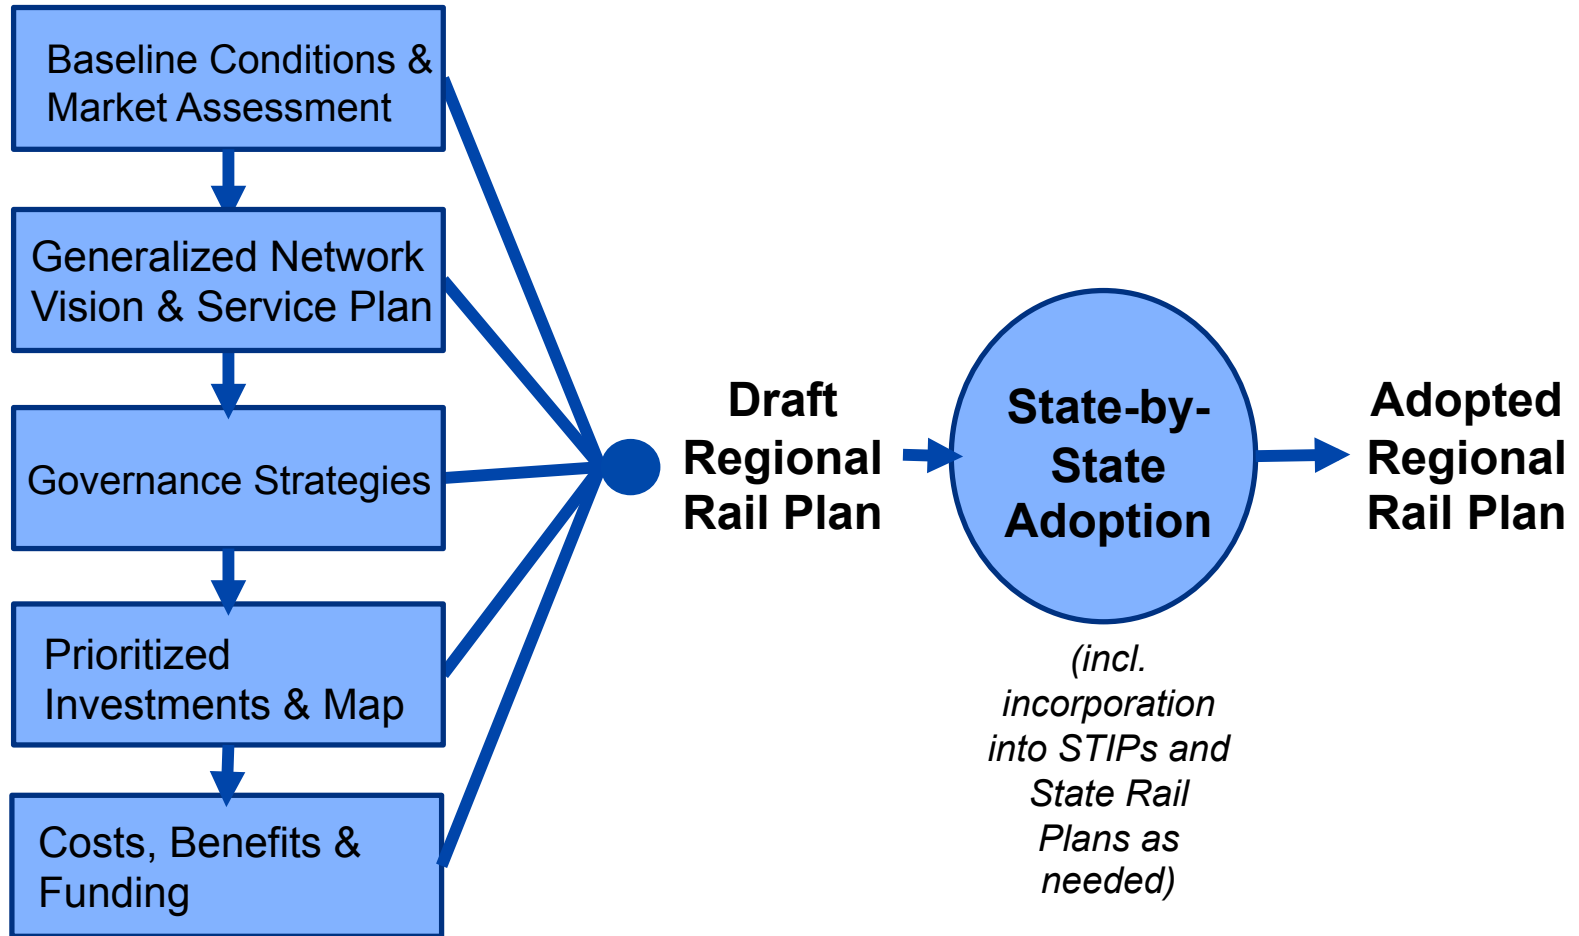 Baseline Conditions &
Market Assessment
Generalized Network
Vision & Service Plan
Governance Strategies
Prioritized
Investments & Map
Costs, Benefits &
Funding
Draft
Regional
Rail Plan
State-by-
State
Adoption
(incl.
incorporation
into STIPs and
State Rail
Plans as
needed)
Adopted
Regional
Rail Plan